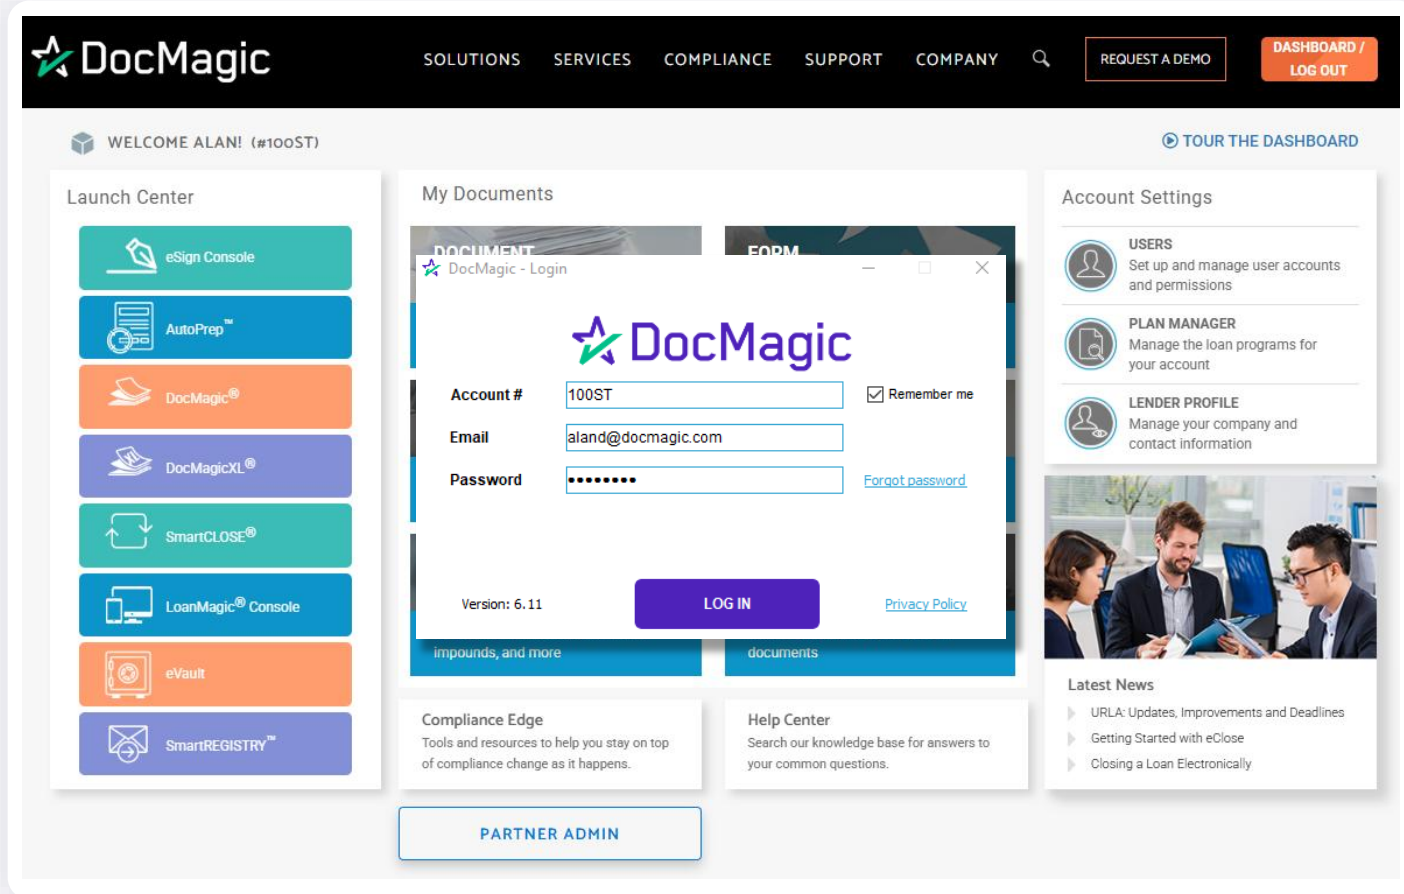 DocMagic
SOLUTIONS SERVICES COMPLIANCE SUPPORT COMPANY
REQUEST A DEMO
DASHBOARD /
LOG OUT
WELCOME ALAN! (#100ST)
TOUR THE DASHBOARD
Launch Center
eSign Console
AutoPrep™
DocMagic®
DocMagicXL®
SmartCLOSE®
LoanMagic® Console
eVault
SmartREGISTRY™
My Documents
DOCUMENT
FORM
DocMagic - Login
DocMagic
Account # 100ST Remember me
Email aland@docmagic.com
Password •••••••• Forgot password
Version: 6.11 LOG IN Privacy Policy
impounds, and more
documents
Compliance Edge
Tools and resources to help you stay on top
of compliance change as it happens.
Help Center
Search our knowledge base for answers to
your common questions.
PARTNER ADMIN
Account Settings
USERS
Set up and manage user accounts
and permissions
PLAN MANAGER
Manage the loan programs for
your account
LENDER PROFILE
Manage your company and
contact information
Latest News
URLA: Updates, Improvements and Deadlines
Getting Started with eClose
Closing a Loan Electronically